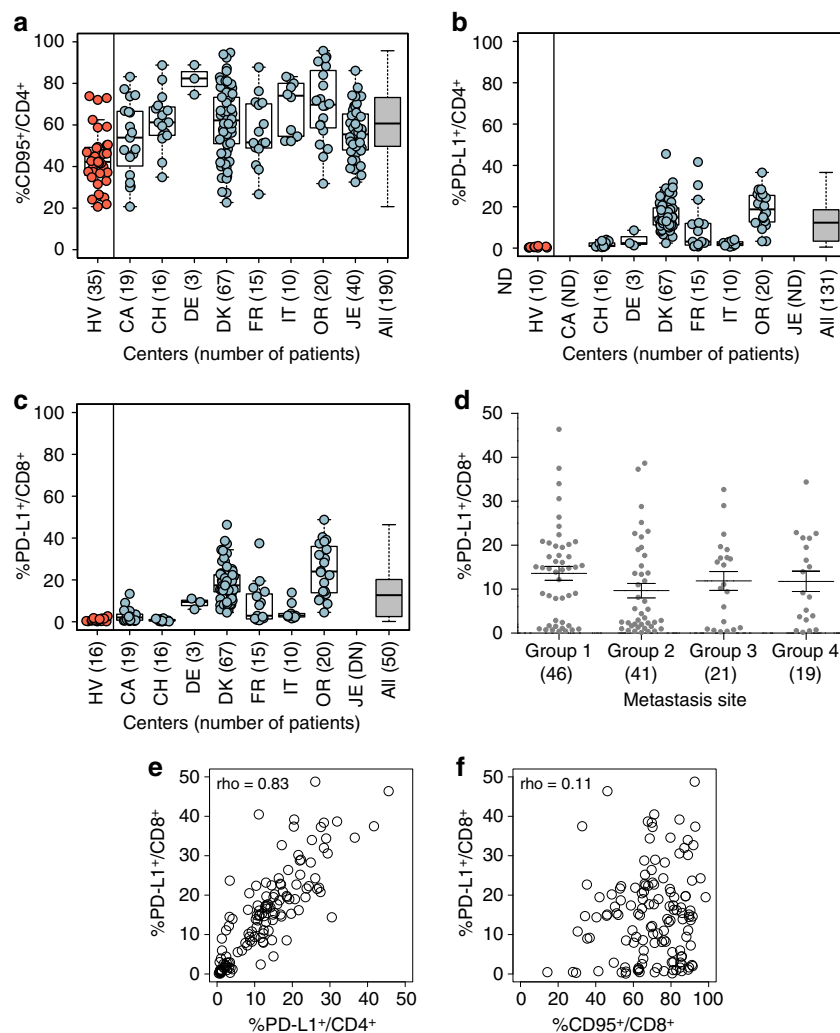 a
100
80
60
40
20
0
%CD95+/CD4+
HV (35)
CA (19)
CH (16)
DE (3)
DK (67)
FR (15)
IT (10)
OR (20)
JE (40)
All (190)
Centers (number of patients)
b
100
80
60
40
20
0
%PD-L1+/CD4+
ND
HV (10)
CA (ND)
CH (16)
DE (3)
DK (67)
FR (15)
IT (10)
OR (20)
JE (ND)
All (131)
Centers (number of patients)
c
100
80
60
40
20
0
%PD-L1+/CD8+
HV (16)
CA (19)
CH (16)
DE (3)
DK (67)
FR (15)
IT (10)
OR (20)
JE (DN)
All (50)
Centers (number of patients)
d
50
40
30
20
10
0
%PD-L1+/CD8+
Group 1 Group 2 Group 3 Group 4
(46) (41) (21) (19)
Metastasis site
e
rho = 0.83
50
40
30
20
10
0
%PD-L1+/CD8+
0 10 20 30 40 50
%PD-L1+/CD4+
f
rho = 0.11
50
40
30
20
10
0
%PD-L1+/CD8+
0 20 40 60 80 100
%CD95+/CD8+